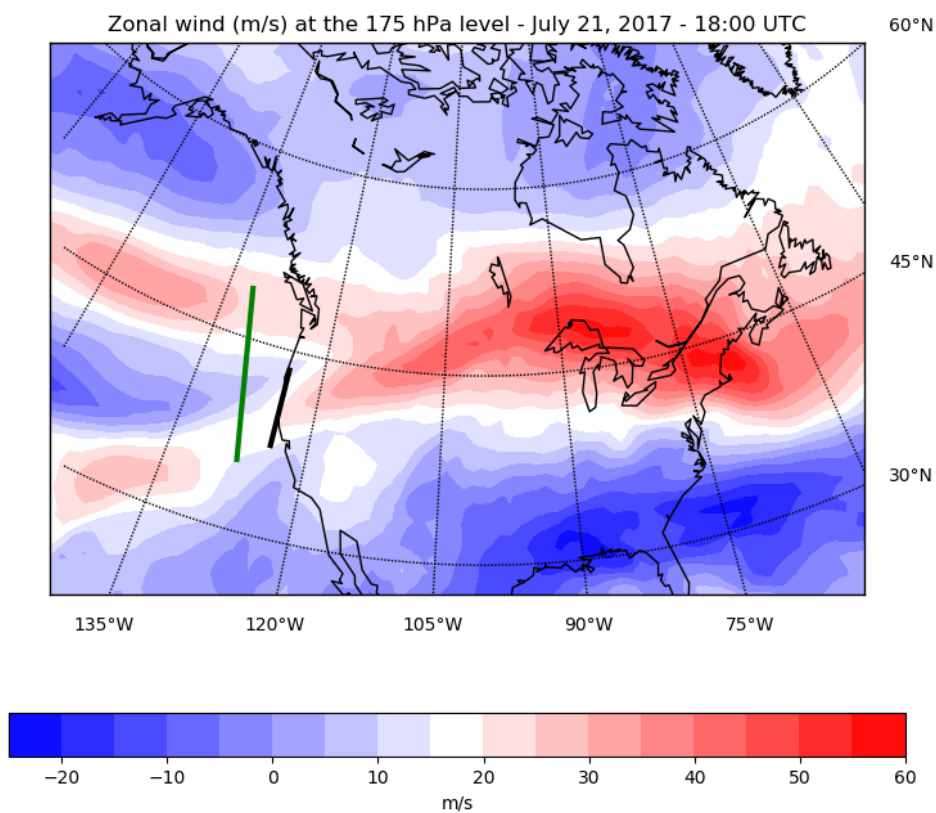 Zonal wind (m/s) at the 175 hPa level - July 21, 2017 - 18:00 UTC
60°N
45°N
30°N
135°W 120°W 105°W 90°W 75°W
−20 −10 0 10 20 30 40 50 60
m/s